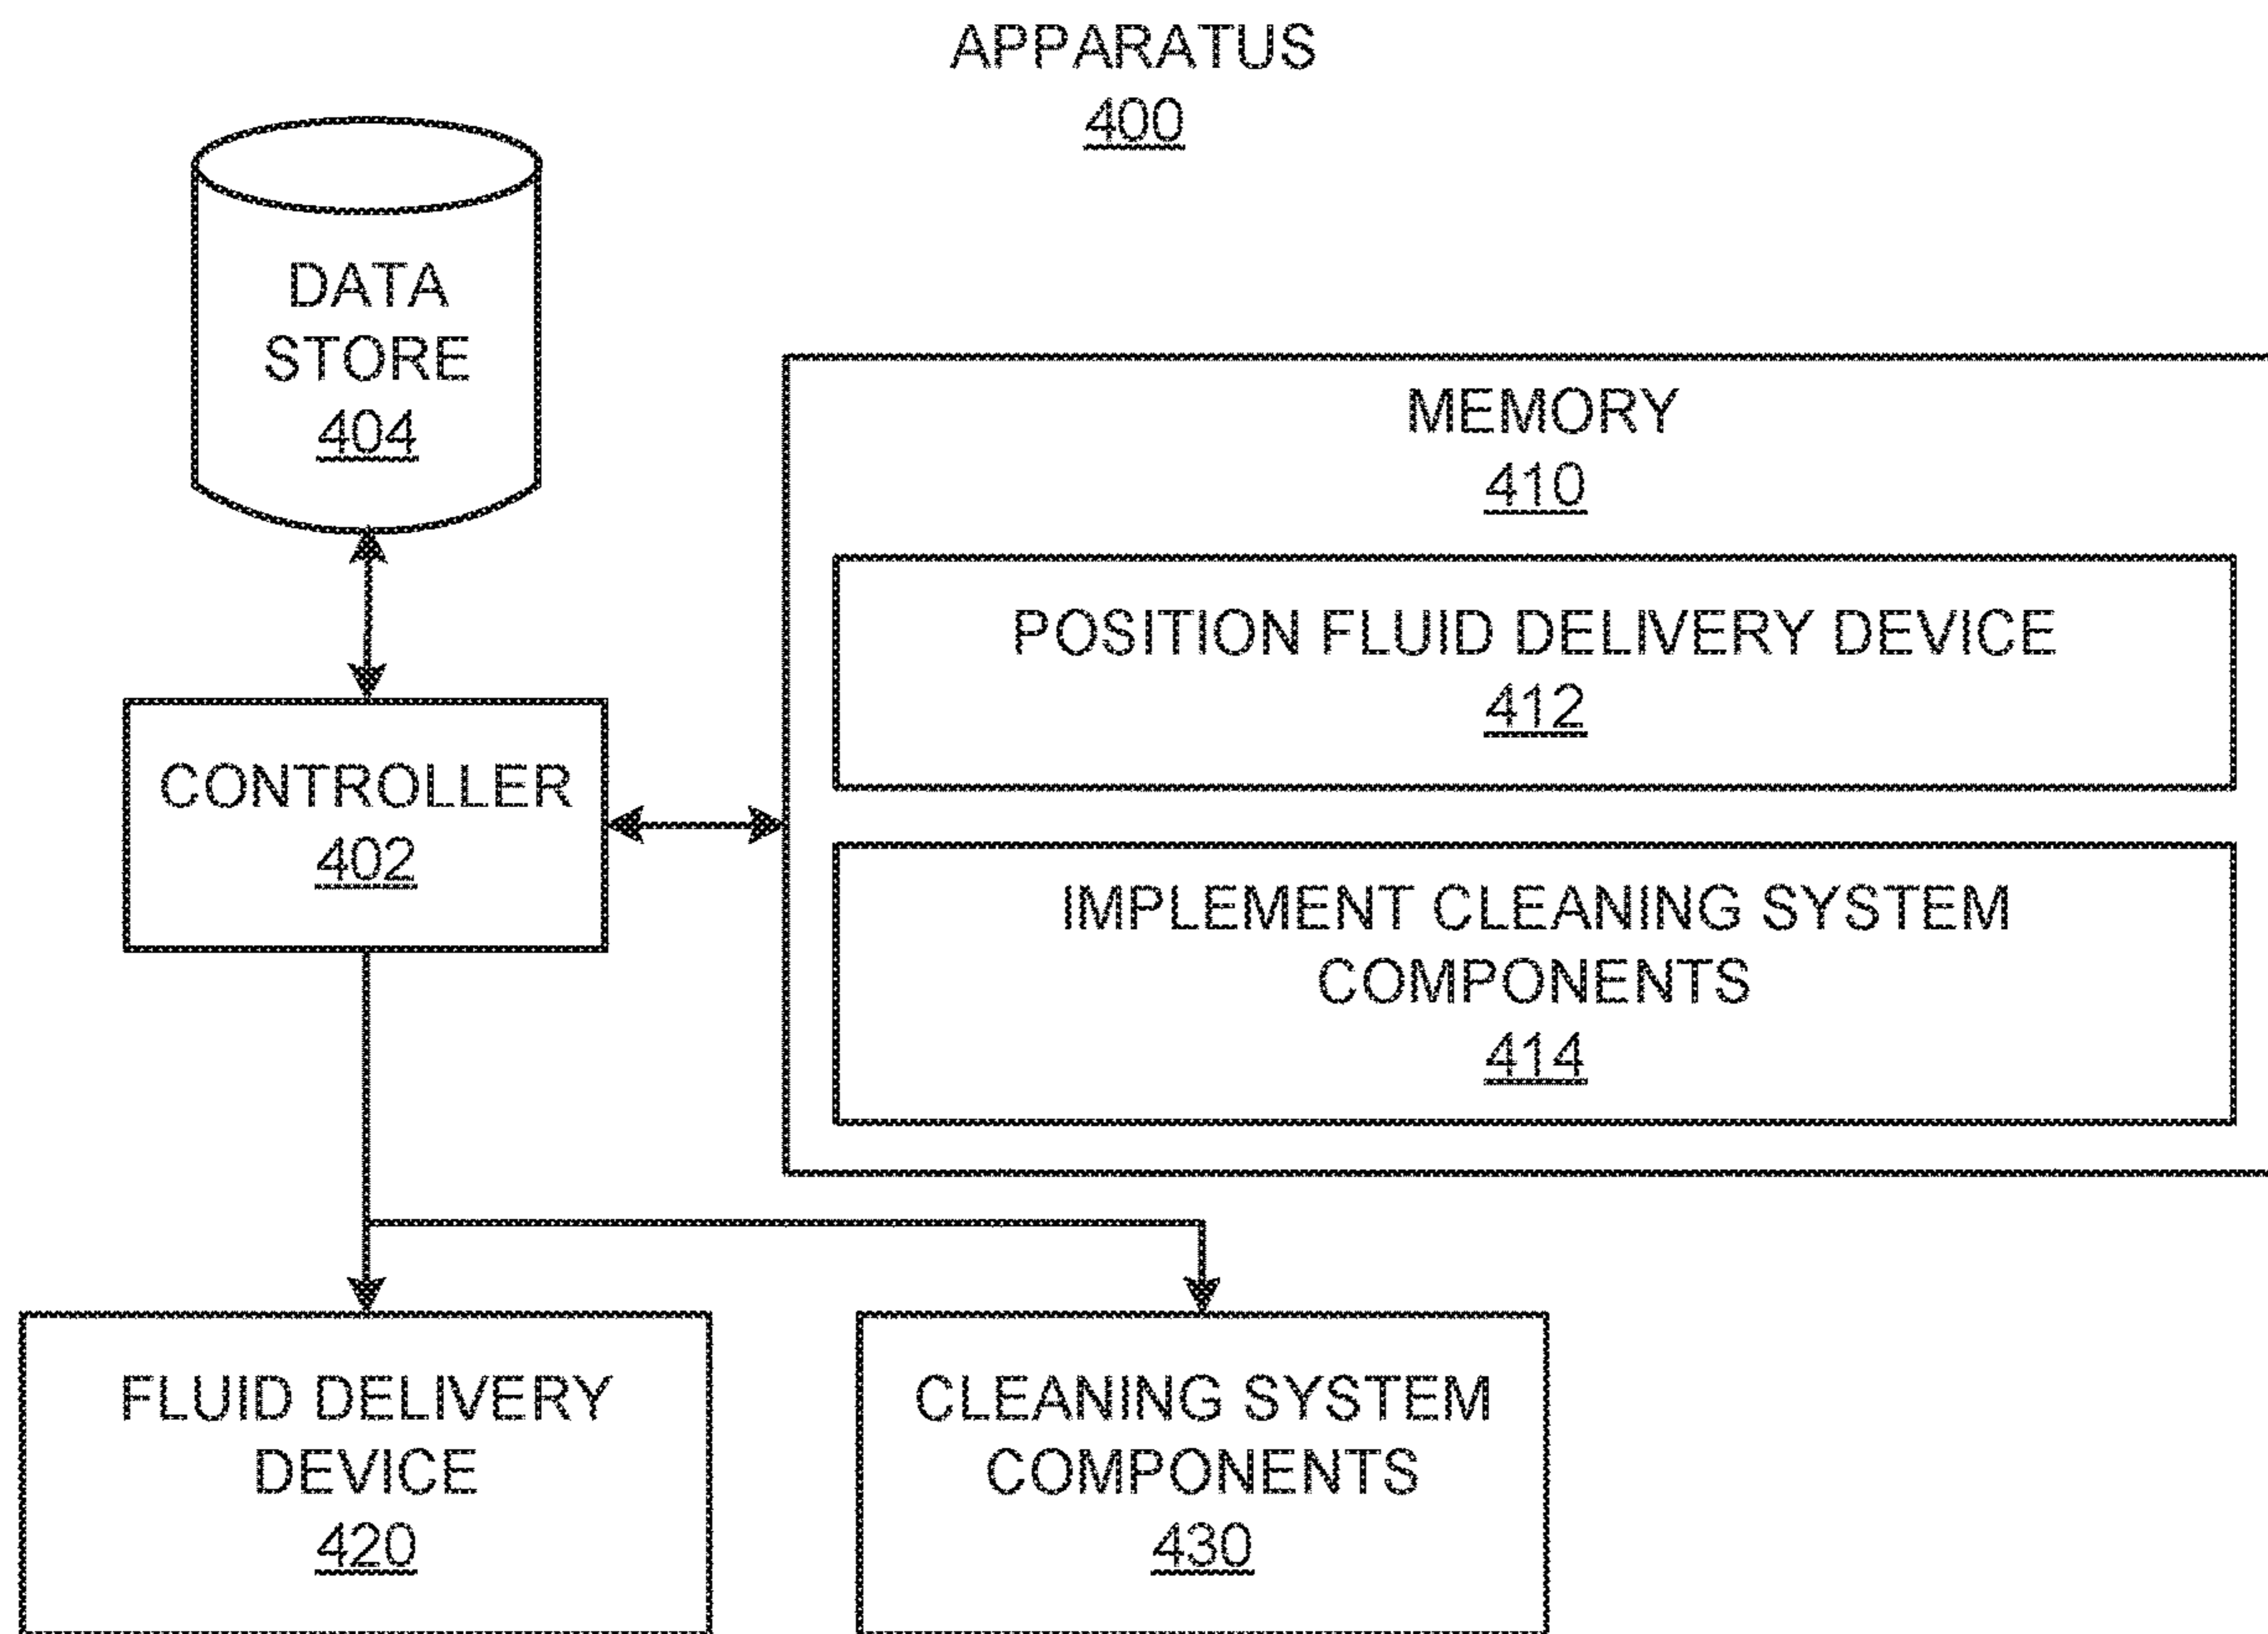 APPARATUS
400
DATA
STORE
404
MEMORY
410
POSITION FLUID DELIVERY DEVICE
412
CONTROLLER
402
IMPLEMENT CLEANING SYSTEM
COMPONENTS
414
FLUID DELIVERY
DEVICE
420
CLEANING SYSTEM
COMPONENTS
430